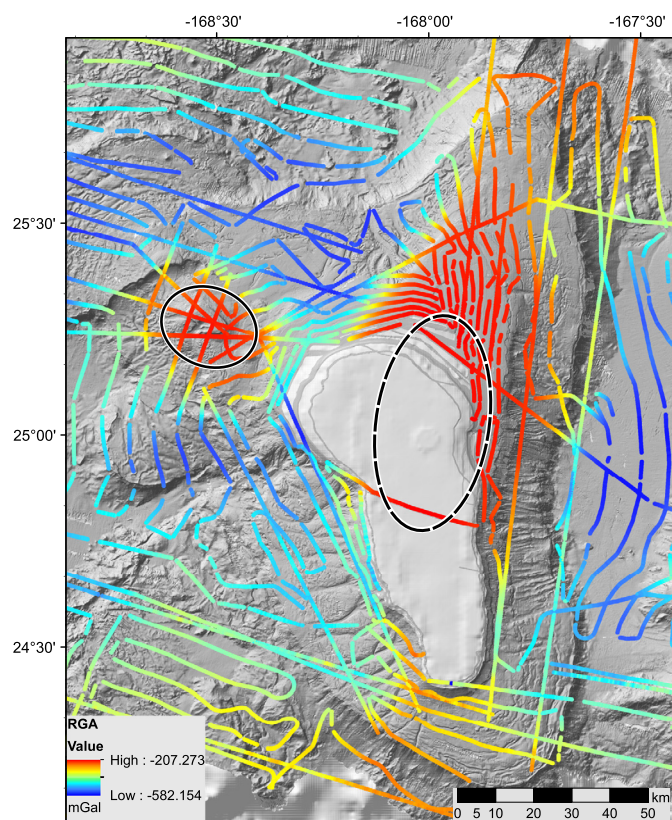 -168°30' -168°00' -167°30'
25°30'
25°00'
24°30'
RGA
Value
High : -207.273
Low : -582.154
mGal
km
0 5 10 20 30 40 50